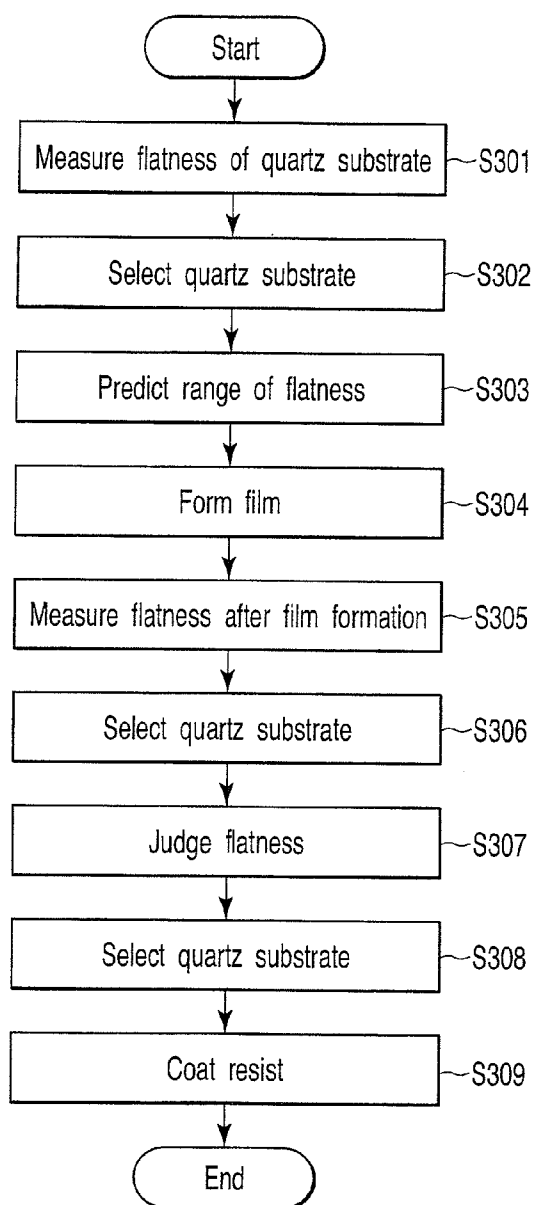 Start
Measure flatness of quartz substrate S301
Select quartz substrate S302
Predict range of flatness S303
Form film S304
Measure flatness after film formation S305
Select quartz substrate S306
Judge flatness S307
Select quartz substrate S308
Coat resist S309
End